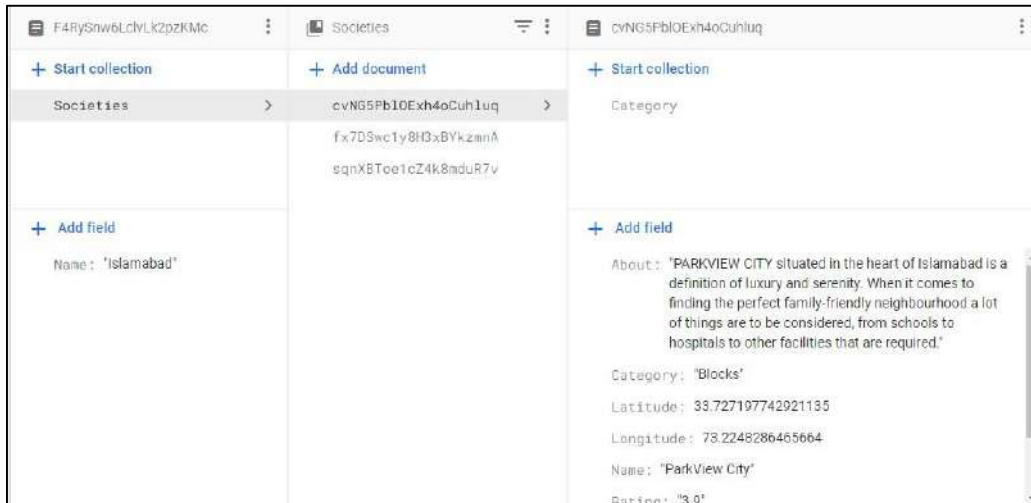 F4RySnw6LclvLk2pzKMc
Societies
cvNG5PblOExh4oCuhluq
+ Start collection
+ Add document
+ Start collection
Societies
cvNG5PblOExh4oCuhluq
Category
fx7DSwc1y8H3xBYkzmnA
sqnXBToe1cZ4k8mduR7v
+ Add field
+ Add field
Name: "Islamabad"
About: "PARKVIEW CITY situated in the heart of Islamabad is a
definition of luxury and serenity. When it comes to
finding the perfect family-friendly neighbourhood a lot
of things are to be considered, from schools to
hospitals to other facilities that are required."
Category: "Blocks"
Latitude: 33.727197742921135
Longitude: 73.2248286465664
Name: "ParkView City"
Rating: "3.9"